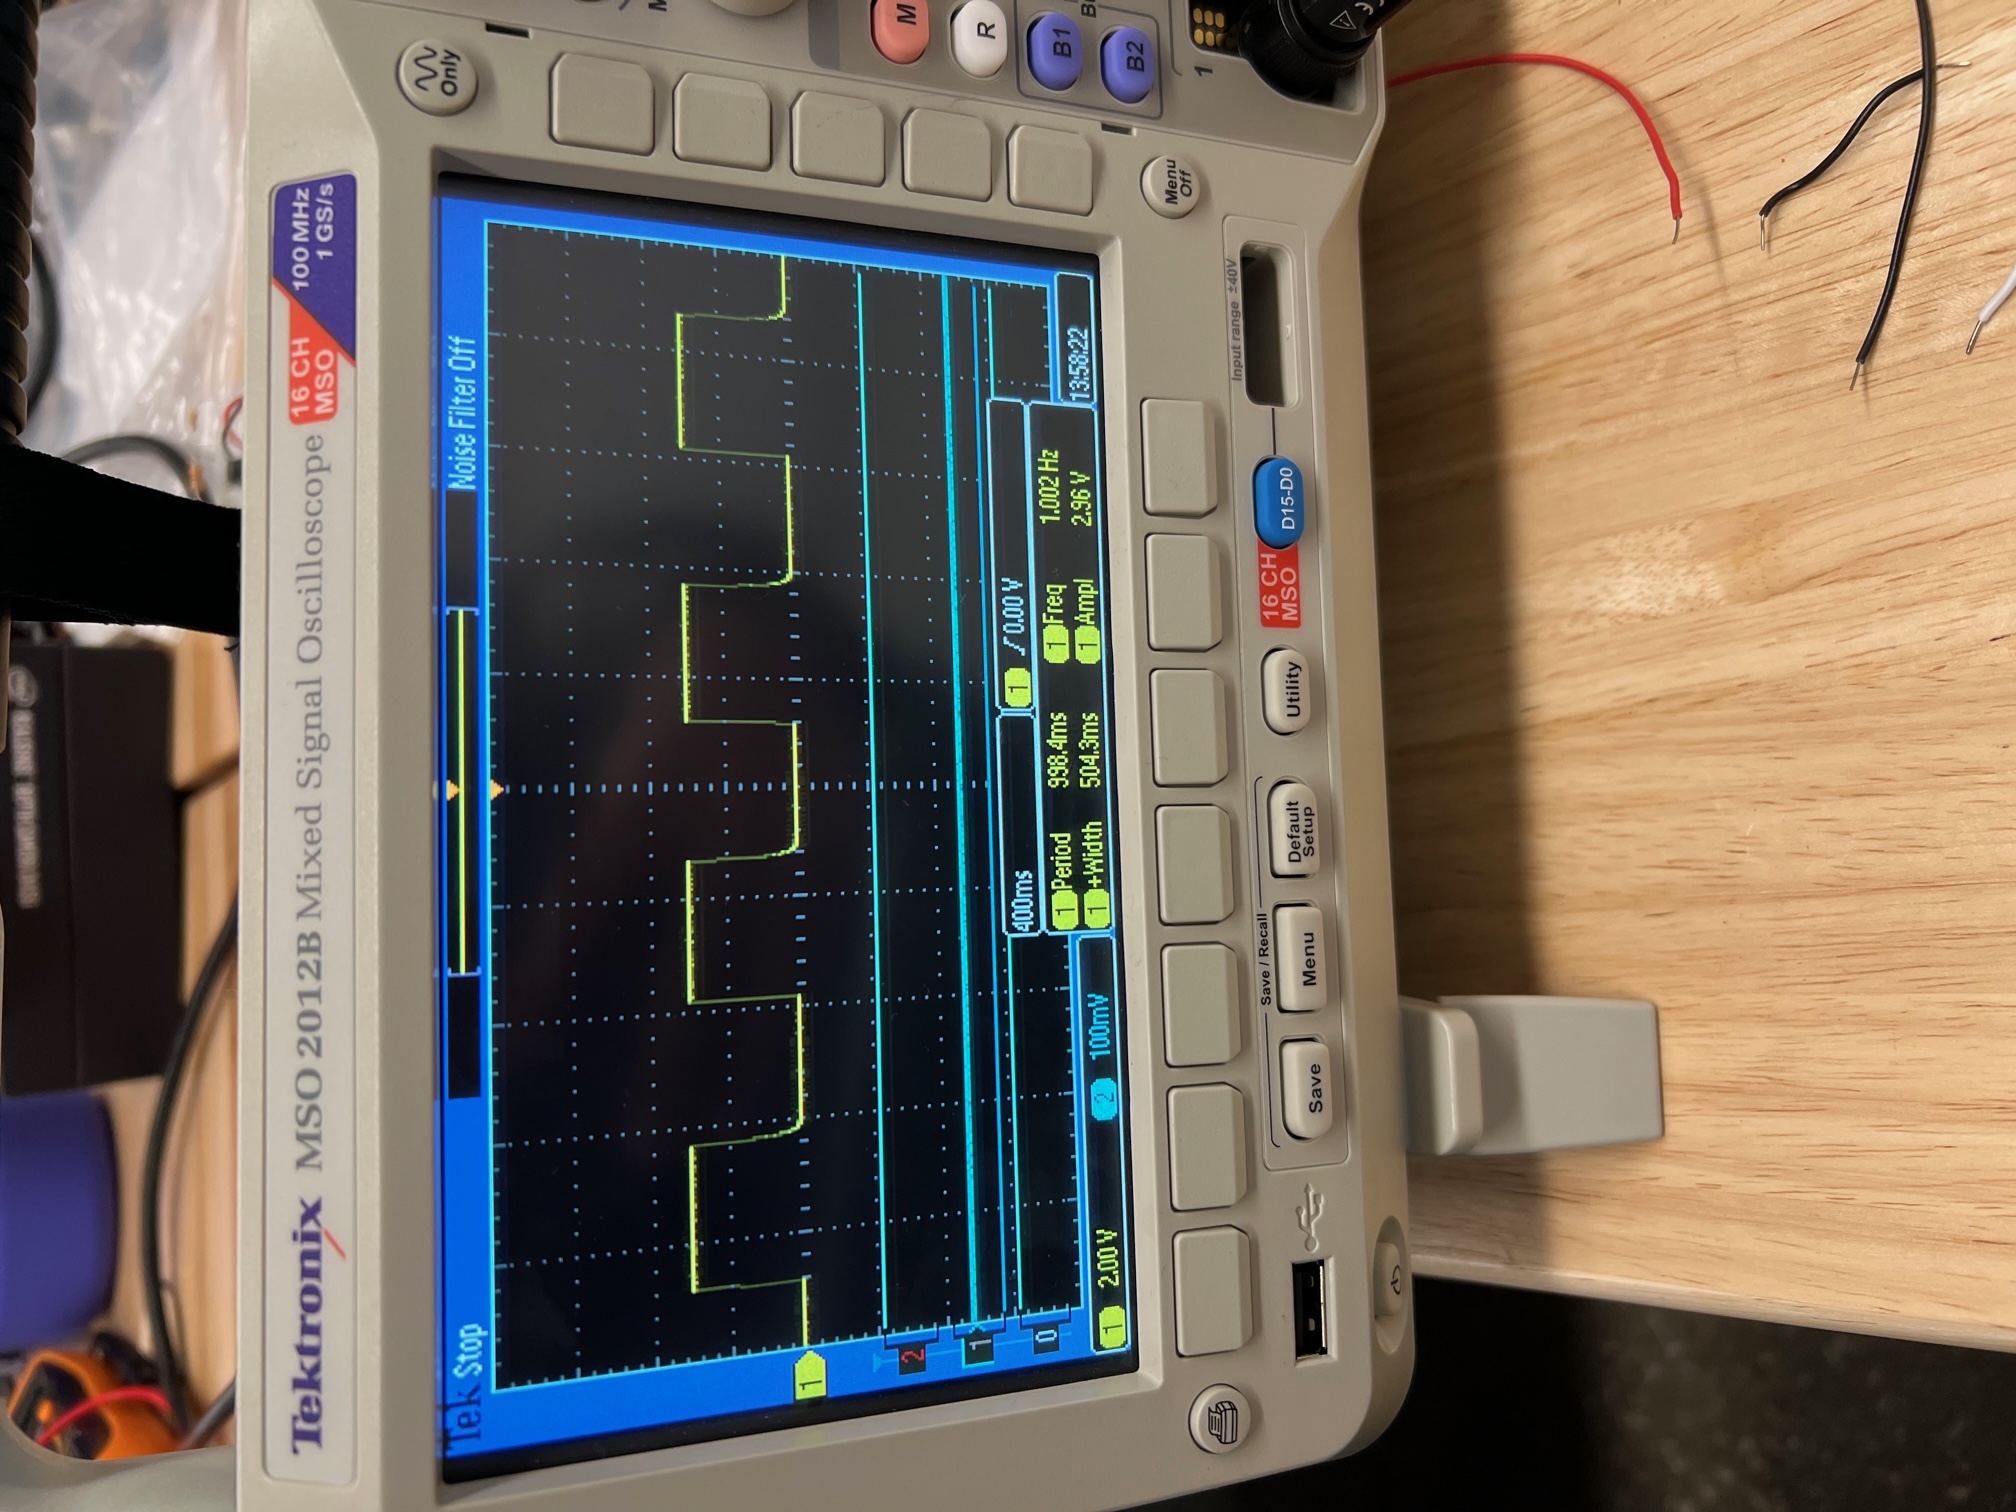 Tektronix MSO 2012B Mixed Signal Oscilloscope
16 CH
MSO
100 MHz
1 GS/s
Tek Stop
Noise Filter Off
Only
1
2
1
0
400ms
1 / 0.00 V
1 Period 998.4ms
1 Freq 1.002 Hz
1 +Width 504.3ms
1 Ampl 2.96 V
13:58:22
1 2.00 V
2 100mV
M
R
B1
B2
Menu
Off
1
Input range ±40V
Save / Recall
Save
Menu
Default
Setup
Utility
16 CH
MSO
D15-D0